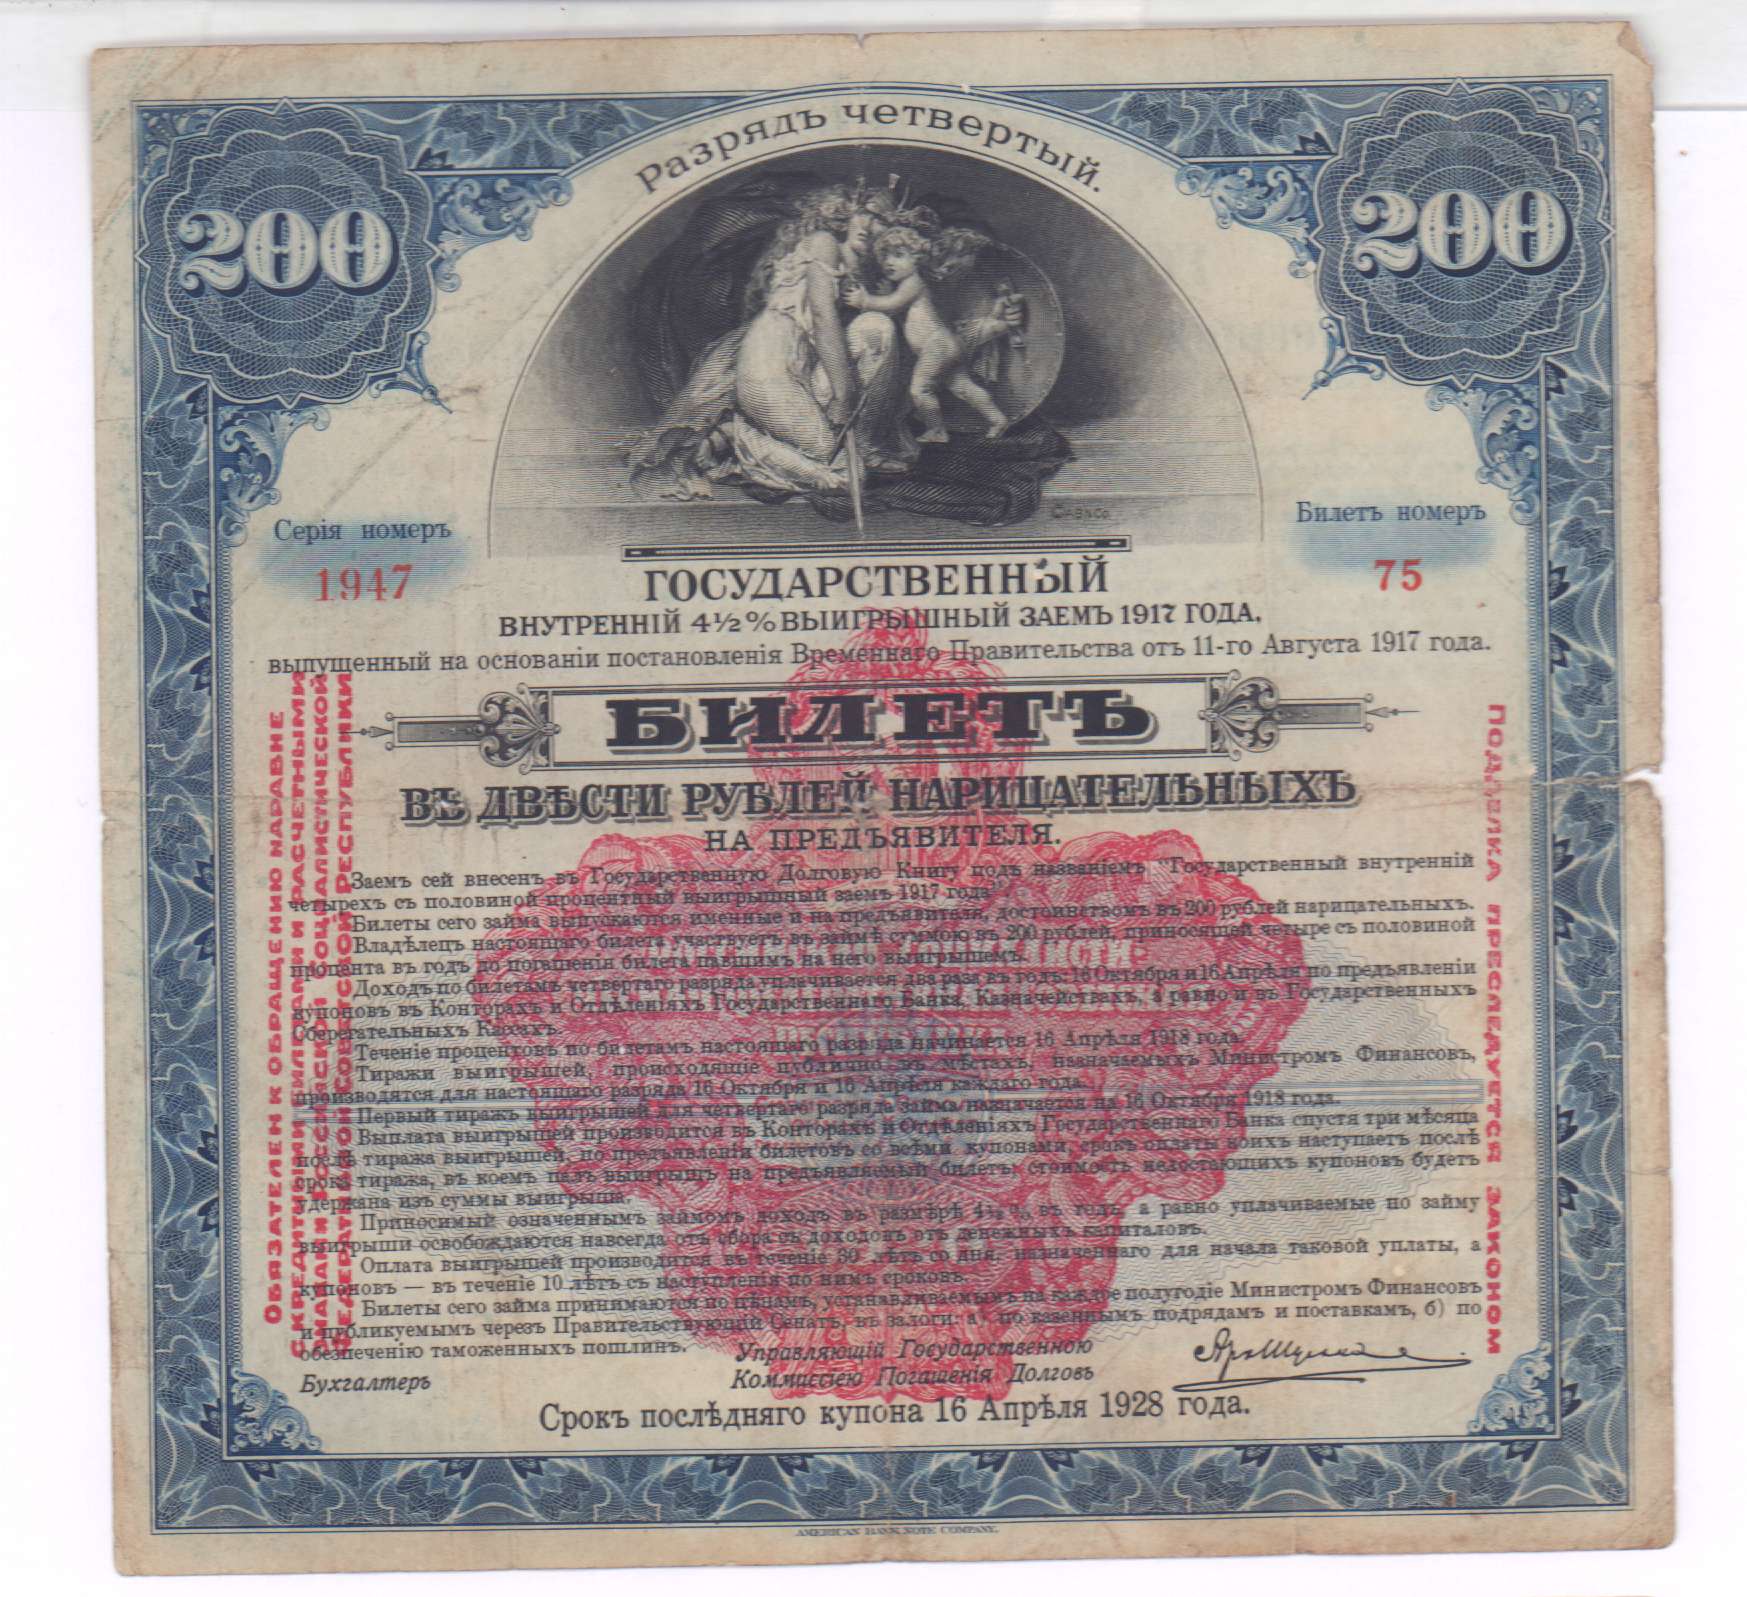 Разрядъ четвертый.
200
200
Серія номеръ
1947
Билетъ номеръ
75
ГОСУДАРСТВЕННЫЙ
ВНУТРЕННІЙ 4½% ВЫИГРЫШНЫЙ ЗАЕМЪ 1917 ГОДА,
выпущенный на основаніи постановленія Временнаго Правительства отъ 11-го Августа 1917 года.
БИЛЕТЪ
ВЪ ДВѢСТИ РУБЛЕЙ НАРИЦАТЕЛЬНЫХЪ
НА ПРЕДЪЯВИТЕЛЯ.
Заемъ сей внесенъ въ Государственную Долговую Книгу подъ названіемъ "Государственный внутренній
четырехъ съ половиной процентный выигрышный заемъ 1917 года".
Билеты сего займа выпускаются именные и на предъявителя, достоинствомъ въ 200 рублей нарицательныхъ.
Владѣлецъ настоящаго билета участвуетъ въ займѣ суммою въ 200 рублей, приносящей четыре съ половиной
процента въ годъ до погашенія билета павшимъ на него выигрышемъ.
Доходъ по билетамъ четвертаго разряда уплачивается два раза въ годъ: 16 Октября и 16 Апрѣля по предъявленіи
купоновъ въ Конторахъ и Отдѣленіяхъ Государственнаго Банка, Казначействахъ, а равно и въ Государственныхъ
Сберегательныхъ Кассахъ.
Теченіе процентовъ по билетамъ настоящаго разряда начинается 16 Апрѣля 1918 года.
Тиражи выигрышей, происходящіе публично въ мѣстахъ, назначаемыхъ Министромъ Финансовъ,
производятся для настоящаго разряда 16 Октября и 16 Апрѣля каждаго года.
Первый тиражъ выигрышей для четвертаго разряда займа назначается на 16 Октября 1918 года.
Выплата выигрышей производится въ Конторахъ и Отдѣленіяхъ Государственнаго Банка спустя три мѣсяца
послѣ тиража выигрышей, по предъявленіи билетовъ со всѣми купонами, срокъ оплаты коихъ наступаетъ послѣ
срока тиража, въ коемъ палъ выигрышъ на предъявляемый билетъ; стоимость недостающихъ купоновъ будетъ
удержана изъ суммы выигрыша.
Приносимый означеннымъ займомъ доходъ въ размѣрѣ 4½% въ годъ, а равно уплачиваемые по займу
выигрыши освобождаются навсегда отъ сбора съ доходовъ отъ денежныхъ капиталовъ.
Оплата выигрышей производится въ теченіе 30 лѣтъ со дня, назначеннаго для начала таковой уплаты, а
купоновъ — въ теченіе 10 лѣтъ съ наступленія по нимъ сроковъ.
Билеты сего займа принимаются по цѣнамъ, устанавливаемымъ на каждое полугодіе Министромъ Финансовъ
и публикуемымъ черезъ Правительствующій Сенатъ, въ залоги: а) по казеннымъ подрядамъ и поставкамъ, б) по
обезпеченію таможенныхъ пошлинъ.
Бухгалтеръ
Управляющій Государственною
Коммиссіею Погашенія Долговъ
Срокъ послѣдняго купона 16 Апрѣля 1928 года.
ОБЯЗАТЕЛЕН К ОБРАЩЕНИЮ НАРАВНЕ
С КРЕДИТНЫМИ БИЛЕТАМИ И РАСЧЕТНЫМИ
ЗНАКАМИ РОССИЙСКОЙ СОЦИАЛИСТИЧЕСКОЙ
ФЕДЕРАТИВНОЙ СОВЕТСКОЙ РЕСПУБЛИКИ
ПОДДЕЛКА ПРЕСЛЕДУЕТСЯ ЗАКОНОМ
AMERICAN BANK NOTE COMPANY.